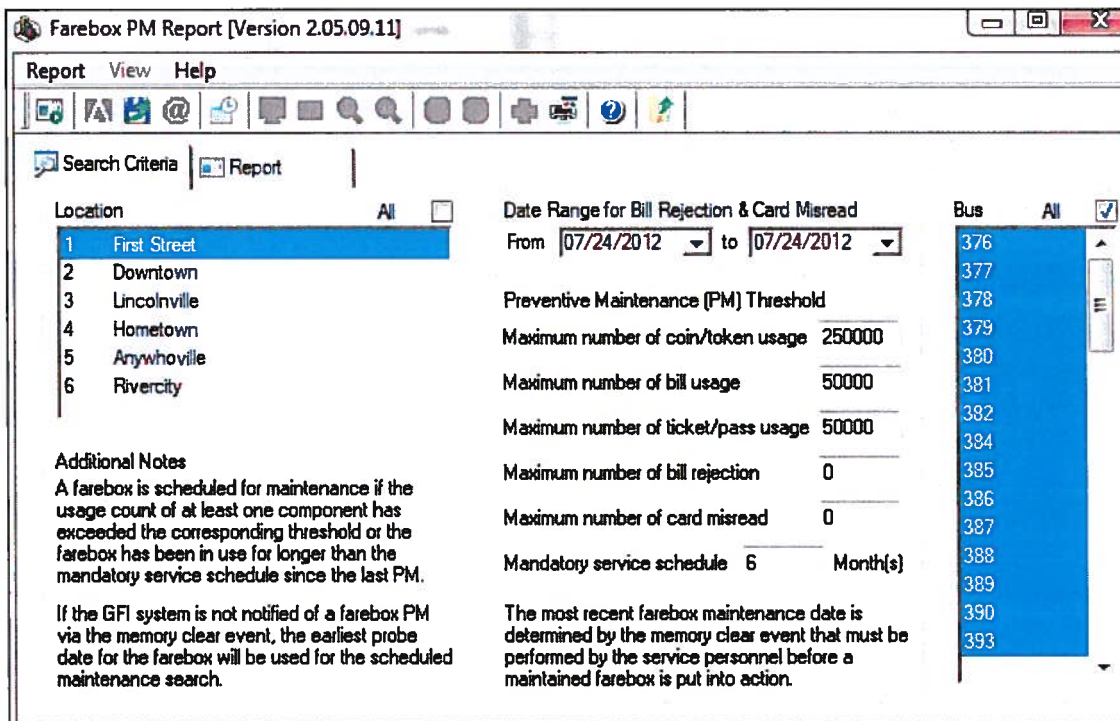 Farebox PM Report [Version 2.05.09.11]
Report View Help
Search Criteria
Report
Location All
1 First Street
2 Downtown
3 Lincolnville
4 Hometown
5 Anywhoville
6 Rivercity
Additional Notes
A farebox is scheduled for maintenance if the
usage count of at least one component has
exceeded the corresponding threshold or the
farebox has been in use for longer than the
mandatory service schedule since the last PM.
If the GFI system is not notified of a farebox PM
via the memory clear event, the earliest probe
date for the farebox will be used for the scheduled
maintenance search.
Date Range for Bill Rejection & Card Misread
From 07/24/2012 to 07/24/2012
Preventive Maintenance (PM) Threshold
Maximum number of coin/token usage 250000
Maximum number of bill usage 50000
Maximum number of ticket/pass usage 50000
Maximum number of bill rejection 0
Maximum number of card misread 0
Mandatory service schedule 6 Month(s)
The most recent farebox maintenance date is
determined by the memory clear event that must be
performed by the service personnel before a
maintained farebox is put into action.
Bus All
376
377
378
379
380
381
382
384
385
386
387
388
389
390
393